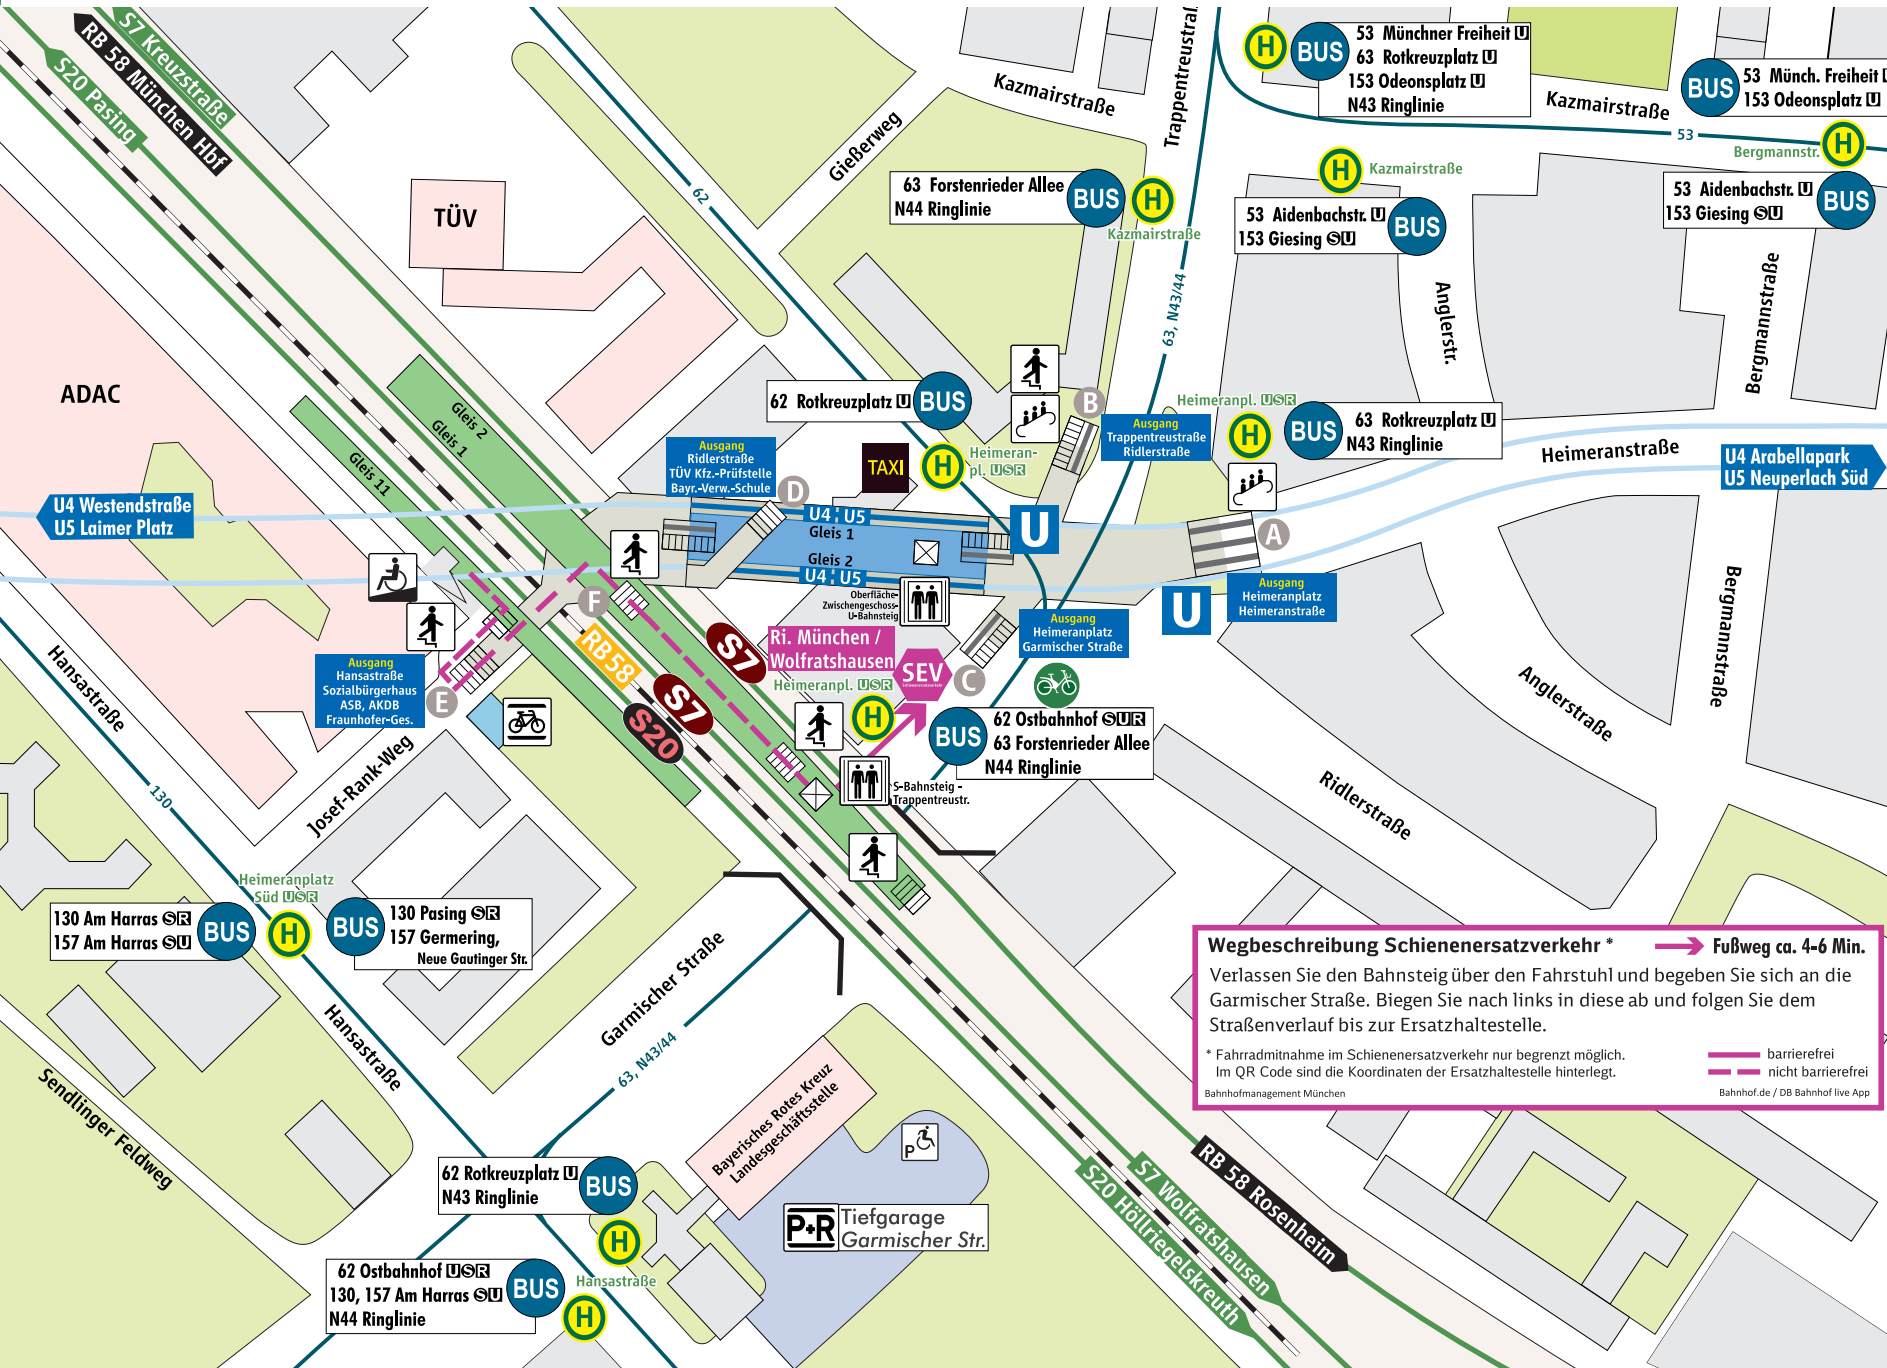 S7 Kreuzstraße
RB 58 München Hbf
S20 Pasing
Kazmairstraße
Gießerweg
Trappentreustraß
H
BUS
53 Münchner Freiheit U
63 Rotkreuzplatz U
153 Odeonsplatz U
N43 Ringlinie
Kazmairstraße
BUS
53 Münch. Freiheit U
153 Odeonsplatz U
53
Bergmannstr.
H
H
Kazmairstraße
62
63 Forstenrieder Allee
N44 Ringlinie
BUS
H
Kazmairstraße
53 Aidenbachstr. U
153 Giesing SU
BUS
53 Aidenbachstr. U
153 Giesing SU
BUS
TÜV
63, N43/44
Anglerstr.
Bergmannstraße
ADAC
Gleis 2
Gleis 1
Gleis 11
62 Rotkreuzplatz U
BUS
B
Heimeranpl. USR
H
BUS
63 Rotkreuzplatz U
N43 Ringlinie
Heimeranstraße
U4 Arabellapark
U5 Neuperlach Süd
Ausgang
Trappentreustraße
Ridlerstraße
Ausgang
Ridlerstraße
TÜV Kfz.-Prüfstelle
Bayr.-Verw.-Schule
D
TAXI
H
Heimeran-
pl. USR
U4 Westendstraße
U5 Laimer Platz
U4 U5
Gleis 1
Gleis 2
U4 U5
U
A
Ausgang
Heimeranplatz
Heimeranstraße
U
Oberfläche-
Zwischengeschoss-
U-Bahnsteig
F
Ausgang
Heimeranplatz
Garmischer Straße
Bergmannstraße
Anglerstraße
Ridlerstraße
RB 58
S7
S7
S20
Ri. München /
Wolfratshausen
SEV
Schienenersatzverkehr
Heimeranpl. USR
H
C
BUS
62 Ostbahnhof SUR
63 Forstenrieder Allee
N44 Ringlinie
S-Bahnsteig -
Trappentreustr.
Ausgang
Hansastraße
Sozialbürgerhaus
ASB, AKDB
Fraunhofer-Ges.
E
Hansastraße
130
Josef-Rank-Weg
Heimeranplatz
Süd USR
130 Am Harras SR
157 Am Harras SU
BUS
H
BUS
130 Pasing SR
157 Germering,
Neue Gautinger Str.
Hansastraße
Sendlinger Feldweg
Garmischer Straße
63, N43/44
Bayerisches Rotes Kreuz
Landesgeschäftsstelle
P
P+R
Tiefgarage
Garmischer Str.
62 Rotkreuzplatz U
N43 Ringlinie
BUS
H
Hansastraße
62 Ostbahnhof USR
130, 157 Am Harras SU
N44 Ringlinie
BUS
H
S20 Höllriegelskreuth
S7 Wolfratshausen
RB 58 Rosenheim
Wegbeschreibung Schienenersatzverkehr *
Fußweg ca. 4-6 Min.
Verlassen Sie den Bahnsteig über den Fahrstuhl und begeben Sie sich an die
Garmischer Straße. Biegen Sie nach links in diese ab und folgen Sie dem
Straßenverlauf bis zur Ersatzhaltestelle.
* Fahrradmitnahme im Schienenersatzverkehr nur begrenzt möglich.
Im QR Code sind die Koordinaten der Ersatzhaltestelle hinterlegt.
barrierefrei
nicht barrierefrei
Bahnhofmanagement München
Bahnhof.de / DB Bahnhof live App